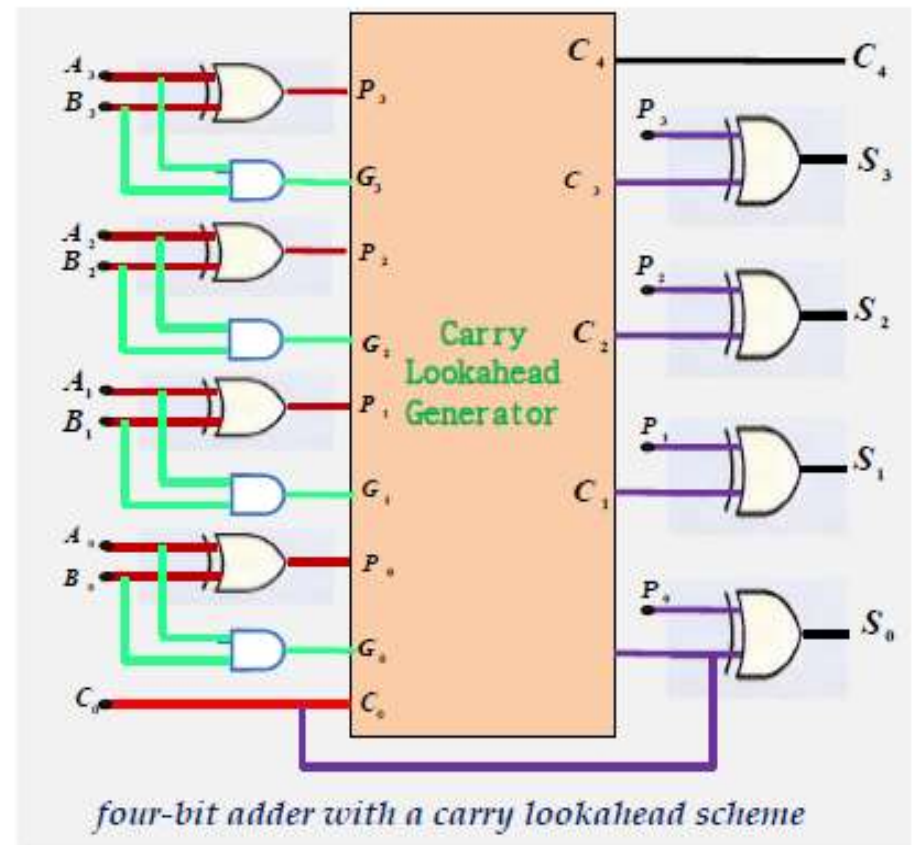 A₃
B₃
P₃
G₃
A₂
B₂
P₂
G₂
A₁
B₁
P₁
G₁
A₀
B₀
P₀
G₀
C₀
C₀
Carry
Lookahead
Generator
C₄
C₄
P₃
C₃
S₃
P₂
C₂
S₂
P₁
C₁
S₁
P₀
S₀
four-bit adder with a carry lookahead scheme